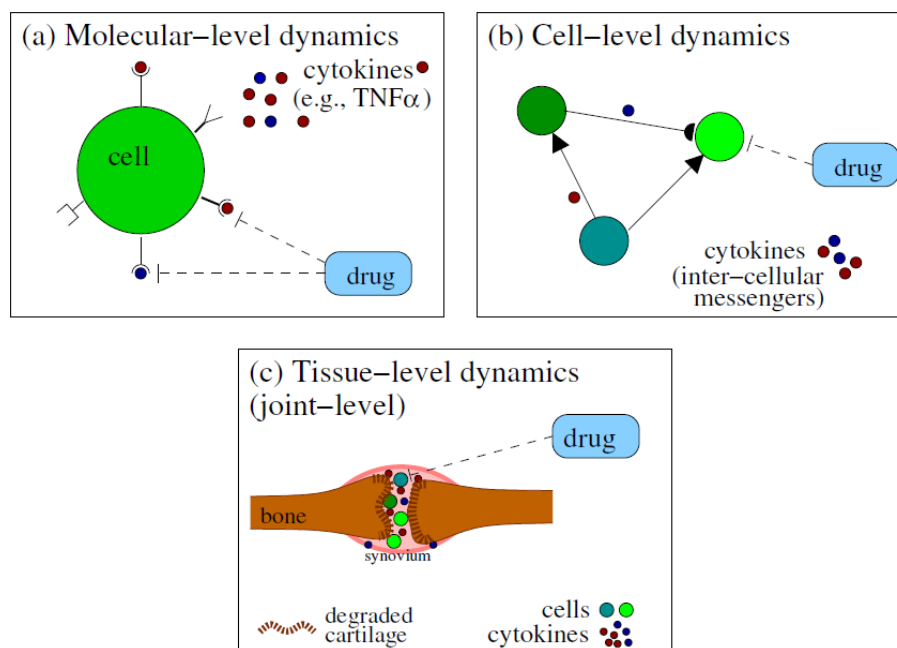 (a) Molecular−level dynamics
cytokines
(e.g., TNFα)
cell
drug
(b) Cell−level dynamics
drug
cytokines
(inter−cellular
messengers)
(c) Tissue−level dynamics
(joint−level)
drug
bone
synovium
degraded
cartilage
cells
cytokines